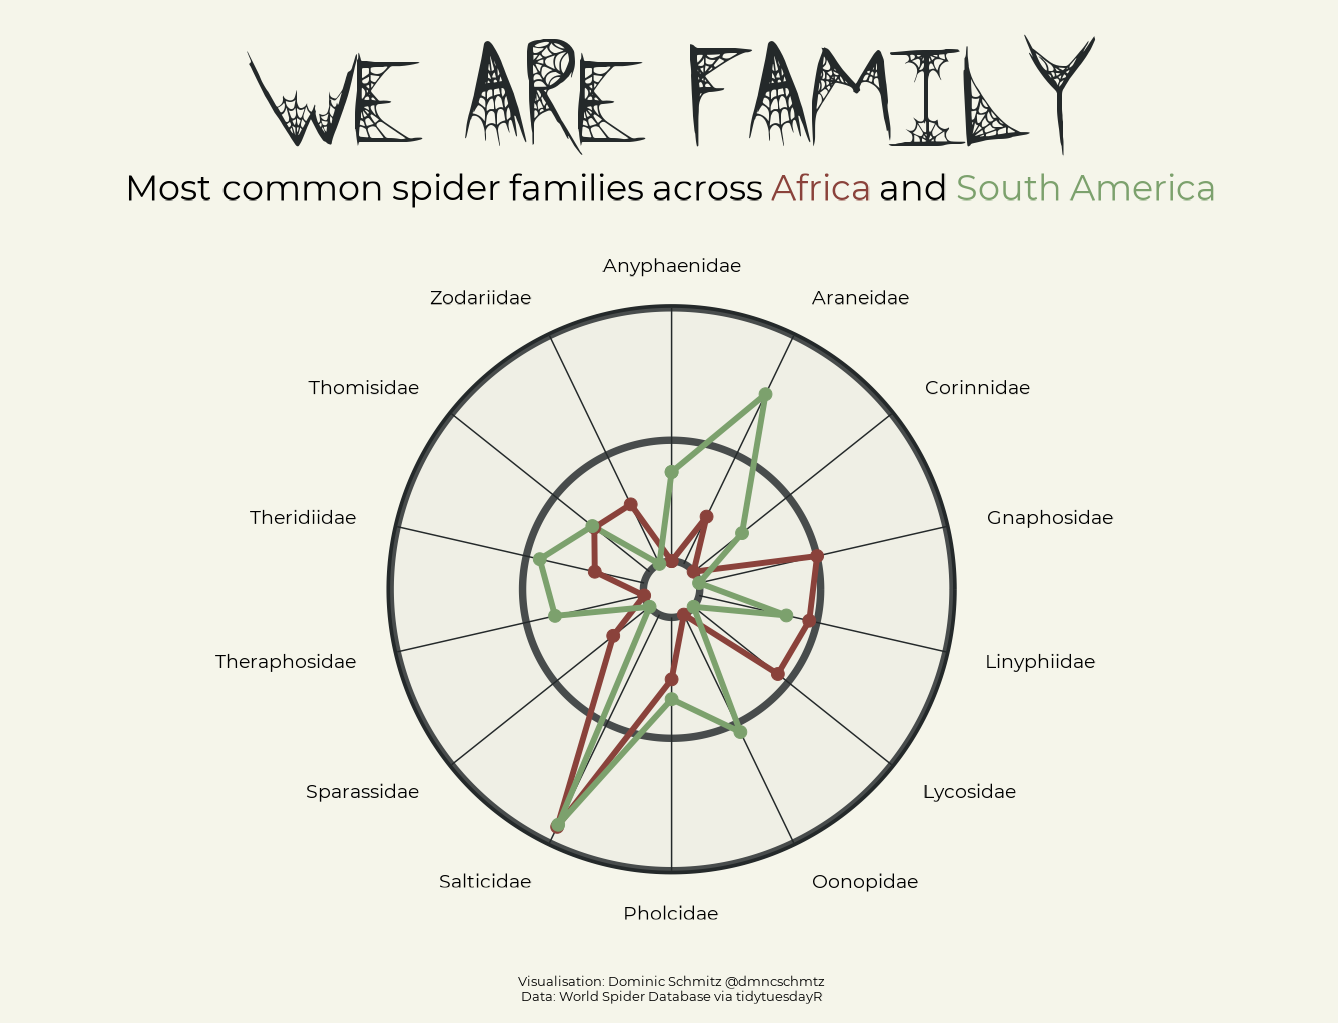 WE ARE FAMILY
Most common spider families across Africa and South America
Anyphaenidae
Zodariidae
Araneidae
Thomisidae
Corinnidae
Theridiidae
Gnaphosidae
Theraphosidae
Linyphiidae
Sparassidae
Lycosidae
Salticidae
Oonopidae
Pholcidae
Visualisation: Dominic Schmitz @dmncschmtz
Data: World Spider Database via tidytuesdayR